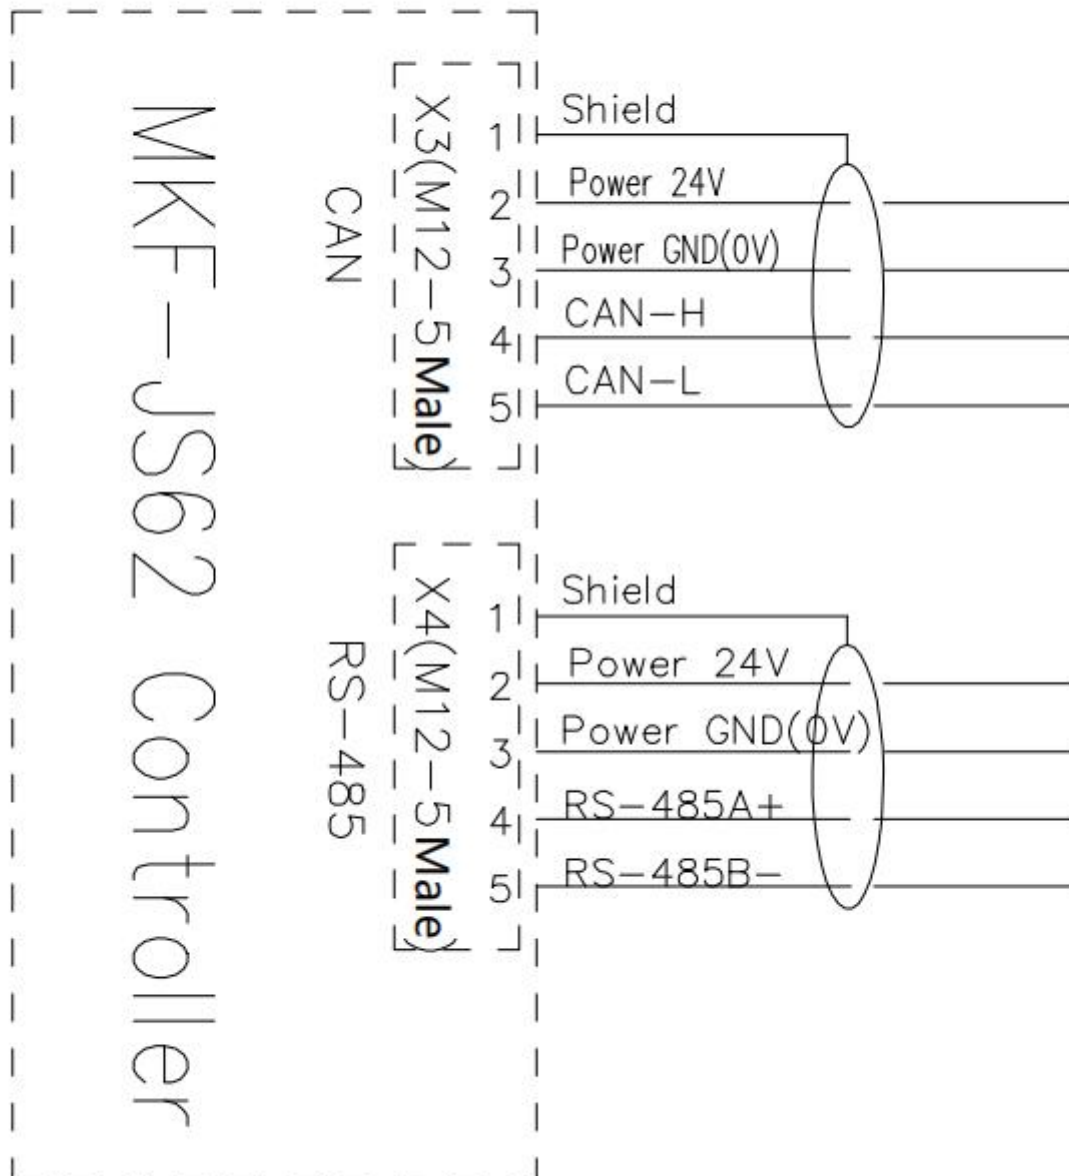 MKF-JS62 Controller
CAN
X3(M12-5Male)
1 Shield
2 Power 24V
3 Power GND(0V)
4 CAN-H
5 CAN-L
RS-485
X4(M12-5Male)
1 Shield
2 Power 24V
3 Power GND(0V)
4 RS-485A+
5 RS-485B-